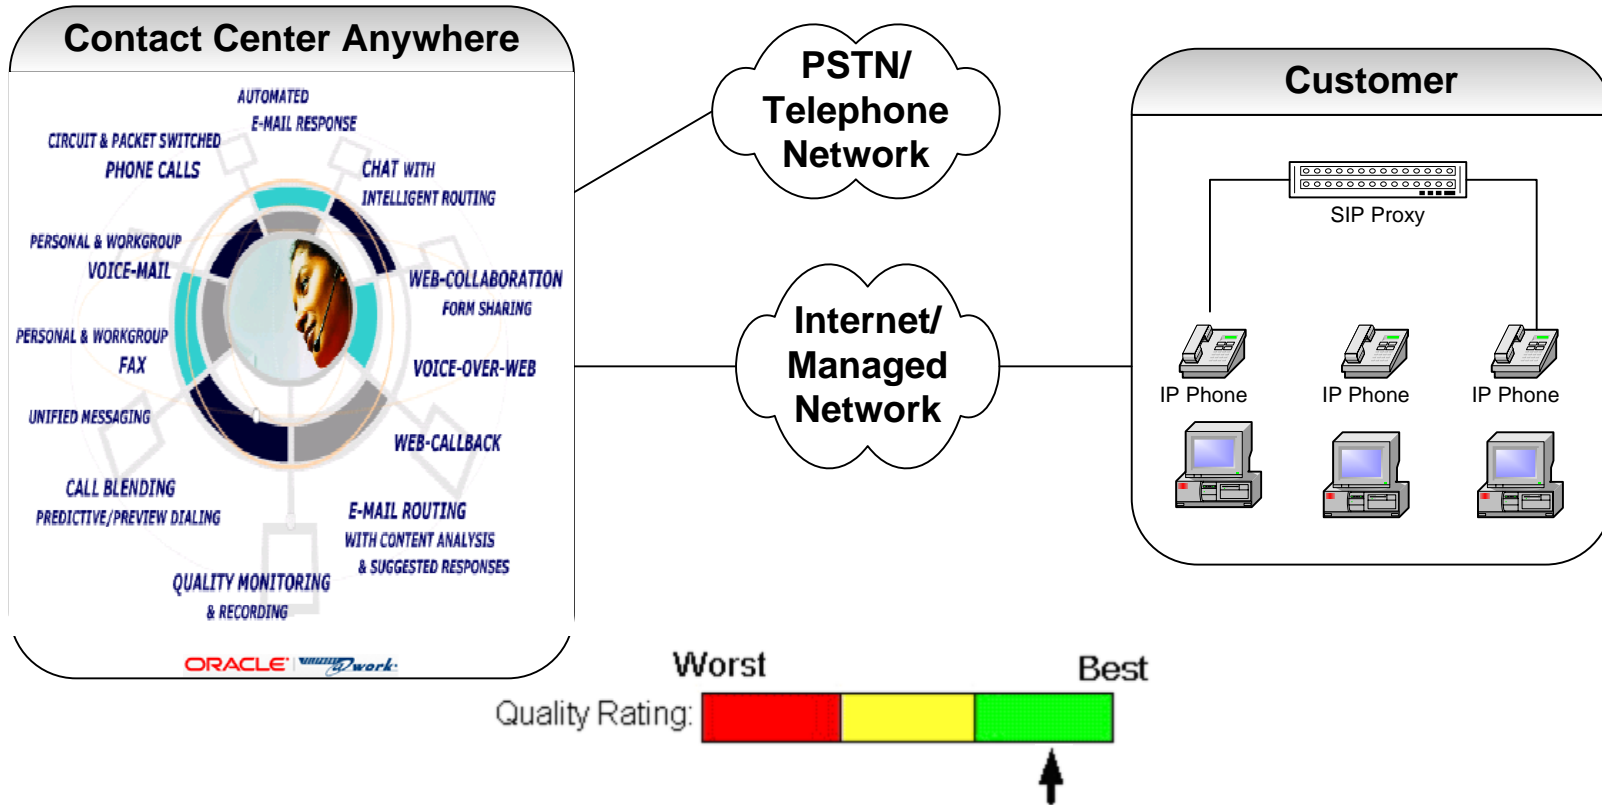 Contact Center Anywhere
AUTOMATED
E-MAIL RESPONSE
CIRCUIT & PACKET SWITCHED
PHONE CALLS
CHAT WITH
INTELLIGENT ROUTING
PERSONAL & WORKGROUP
VOICE-MAIL
WEB-COLLABORATION
FORM SHARING
PERSONAL & WORKGROUP
FAX
VOICE-OVER-WEB
UNIFIED MESSAGING
WEB-CALLBACK
CALL BLENDING
PREDICTIVE/PREVIEW DIALING
E-MAIL ROUTING
WITH CONTENT ANALYSIS
& SUGGESTED RESPONSES
QUALITY MONITORING
& RECORDING
ORACLE
work
PSTN/
Telephone
Network
Internet/
Managed
Network
Customer
SIP Proxy
IP Phone
IP Phone
IP Phone
Worst
Best
Quality Rating: